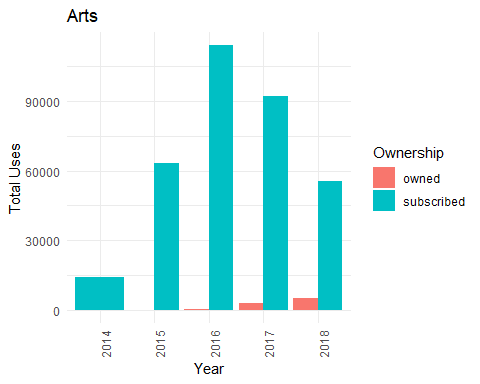 Arts
Total Uses
90000
60000
30000
0
2014
2015
2016
2017
2018
Year
Ownership
owned
subscribed